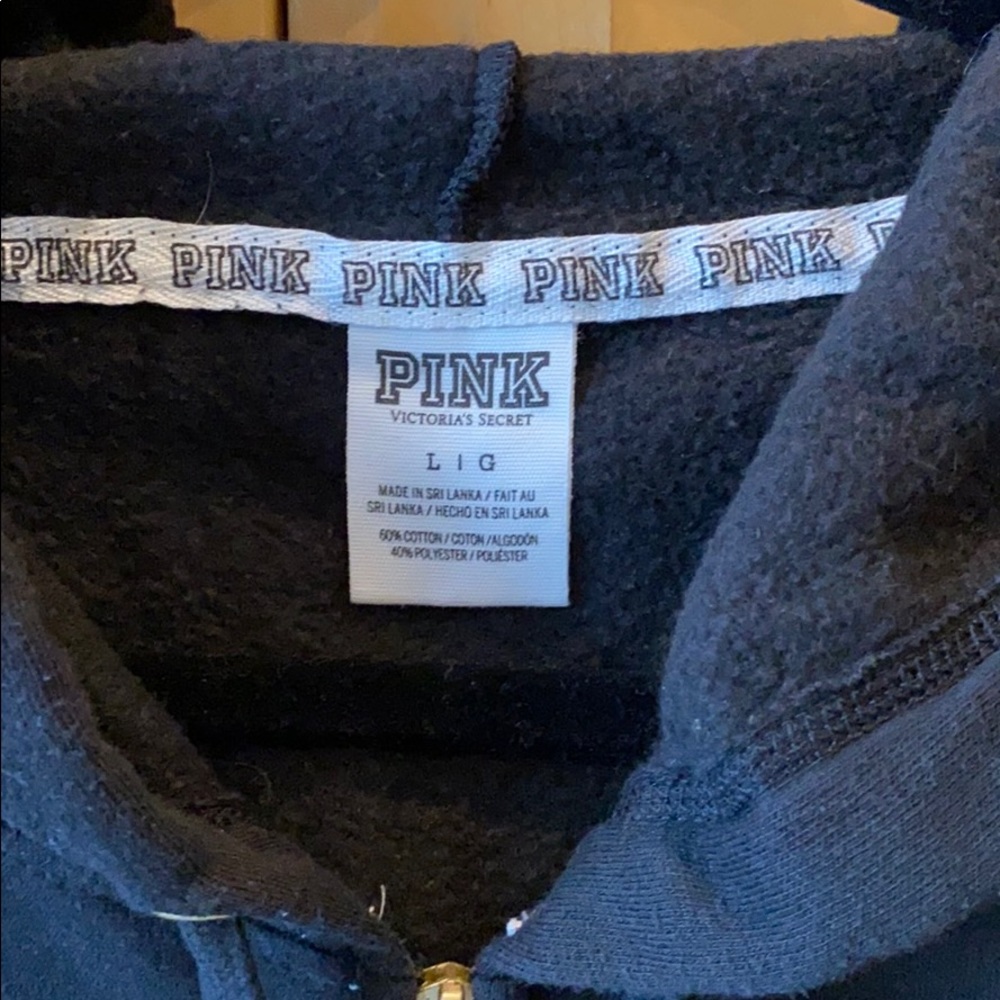 PINK PINK PINK PINK PINK
PINK
VICTORIA'S SECRET
L | G
MADE IN SRI LANKA / FAIT AU
SRI LANKA / HECHO EN SRI LANKA
60% COTTON / COTON / ALGODÓN
40% POLYESTER / POLIÉSTER